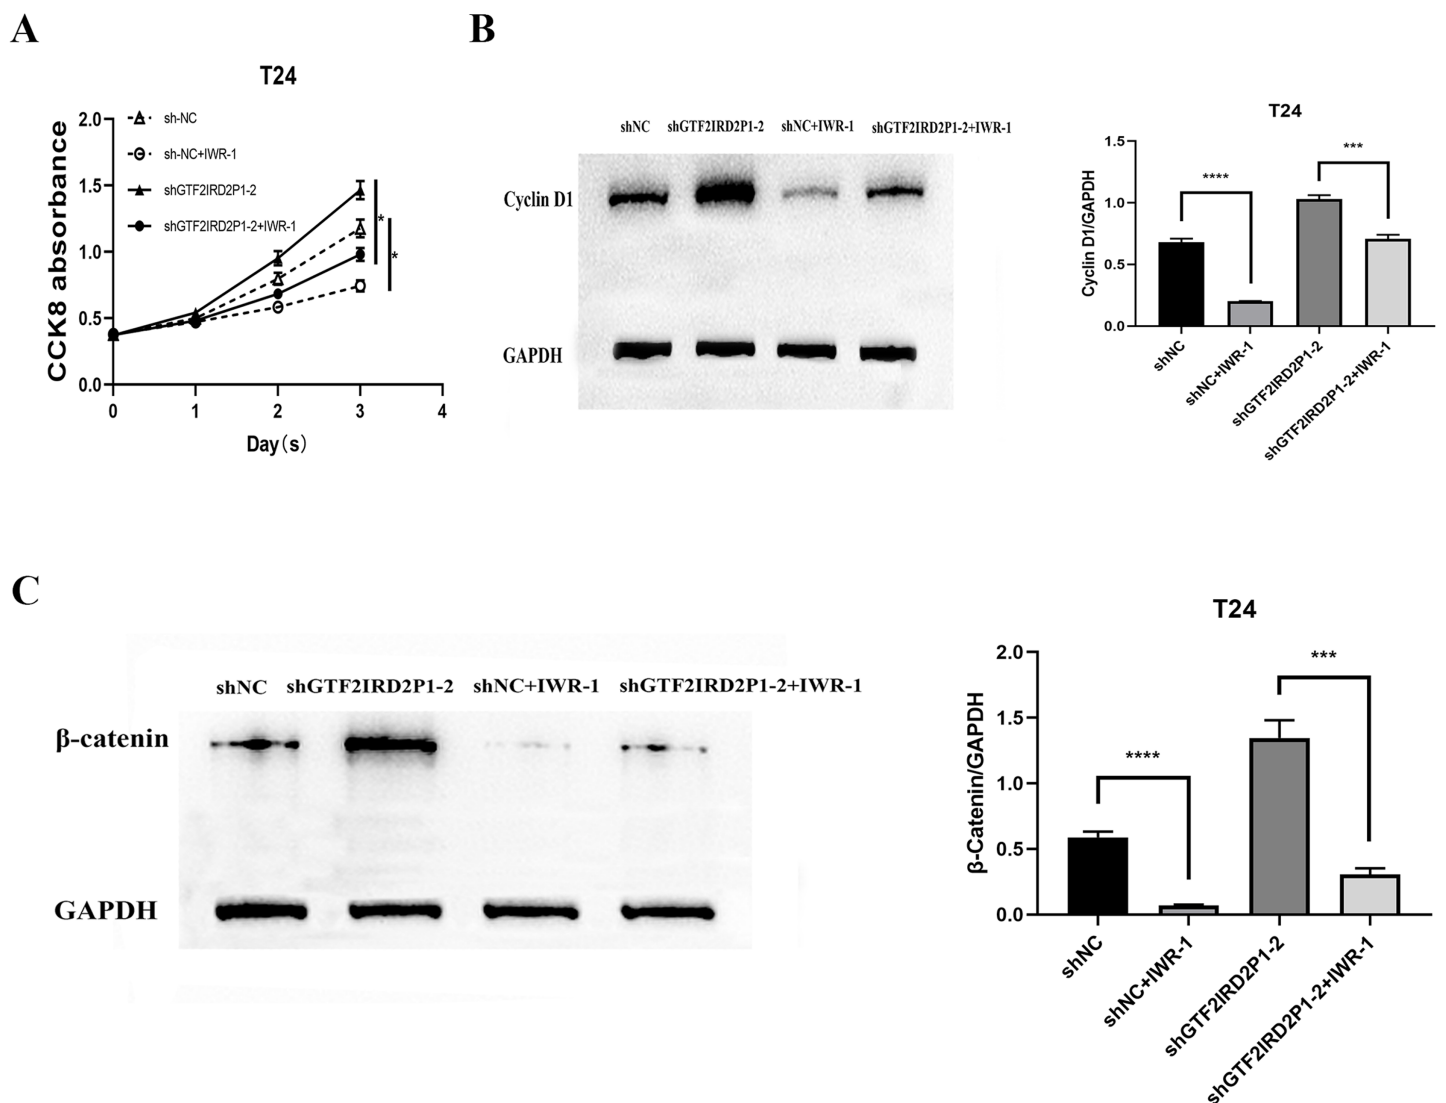 A
T24
CCK8 absorbance
2.0
1.5
1.0
0.5
0.0
sh-NC
sh-NC+IWR-1
shGTF2IRD2P1-2
shGTF2IRD2P1-2+IWR-1
*
*
0 1 2 3 4
Day(s)
B
shNC shGTF2IRD2P1-2 shNC+IWR-1 shGTF2IRD2P1-2+IWR-1
Cyclin D1
GAPDH
T24
Cyclin D1/GAPDH
1.5
1.0
0.5
0.0
****
***
shNC
shNC+IWR-1
shGTF2IRD2P1-2
shGTF2IRD2P1-2+IWR-1
C
shNC shGTF2IRD2P1-2 shNC+IWR-1 shGTF2IRD2P1-2+IWR-1
β-catenin
GAPDH
T24
β-Catenin/GAPDH
2.0
1.5
1.0
0.5
0.0
****
***
shNC
shNC+IWR-1
shGTF2IRD2P1-2
shGTF2IRD2P1-2+IWR-1